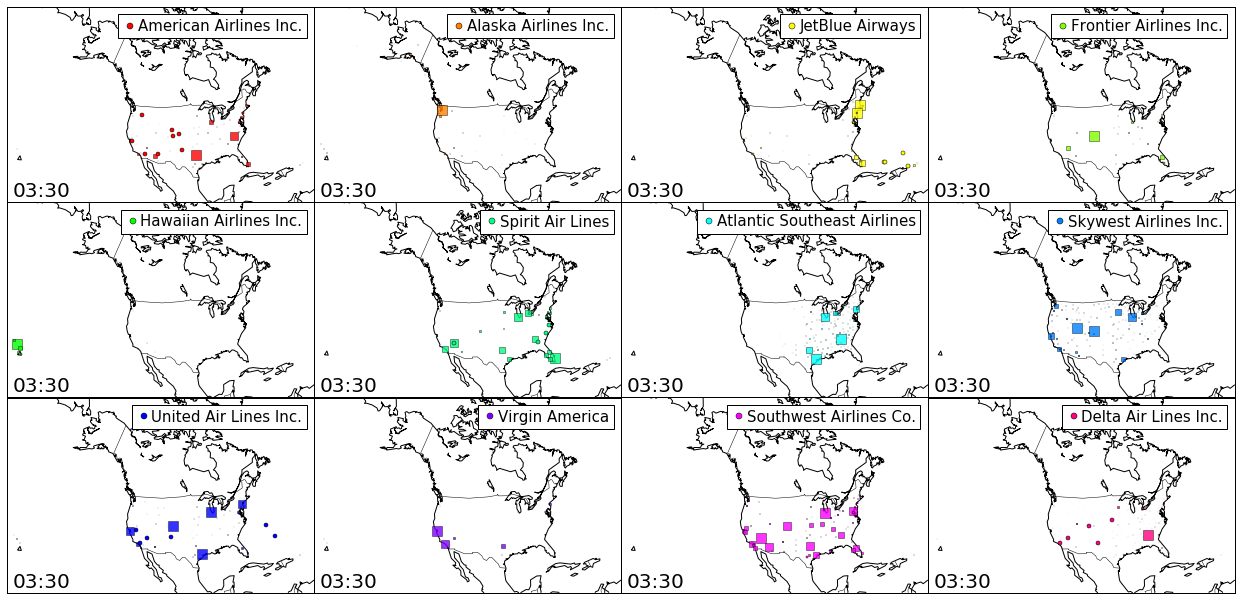 American Airlines Inc.
03:30
Alaska Airlines Inc.
03:30
JetBlue Airways
03:30
Frontier Airlines Inc.
03:30
Hawaiian Airlines Inc.
03:30
Spirit Air Lines
03:30
Atlantic Southeast Airlines
03:30
Skywest Airlines Inc.
03:30
United Air Lines Inc.
03:30
Virgin America
03:30
Southwest Airlines Co.
03:30
Delta Air Lines Inc.
03:30